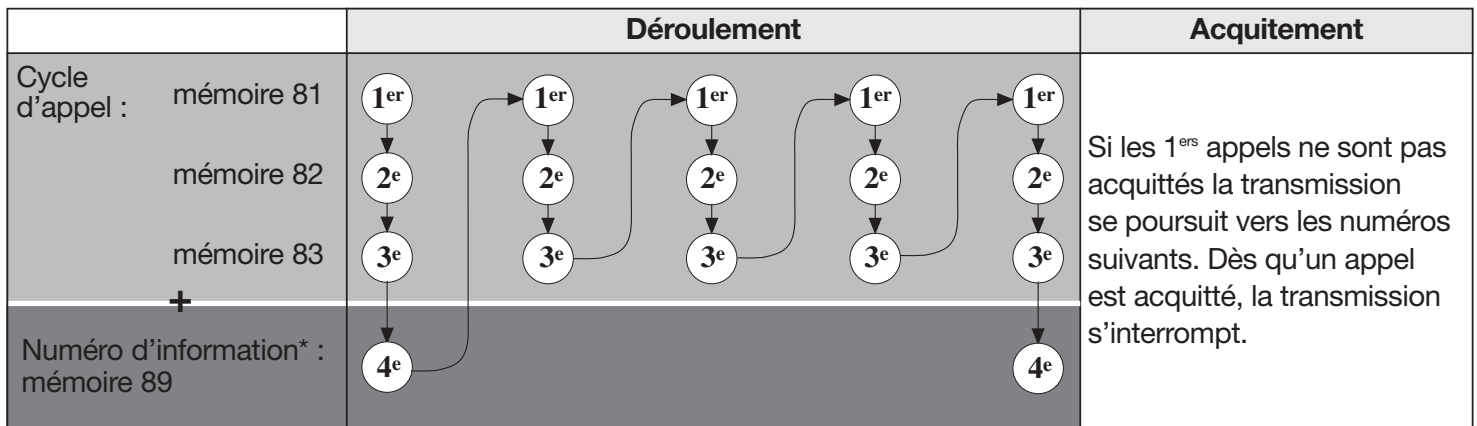 Déroulement
Acquitement
Cycle
d'appel :
mémoire 81
1er 1er 1er 1er 1er
mémoire 82
2e 2e 2e 2e 2e
mémoire 83
3e 3e 3e 3e 3e
+
Numéro d'information* :
mémoire 89
4e 4e
Si les 1ers appels ne sont pas
acquittés la transmission
se poursuit vers les numéros
suivants. Dès qu'un appel
est acquitté, la transmission
s'interrompt.